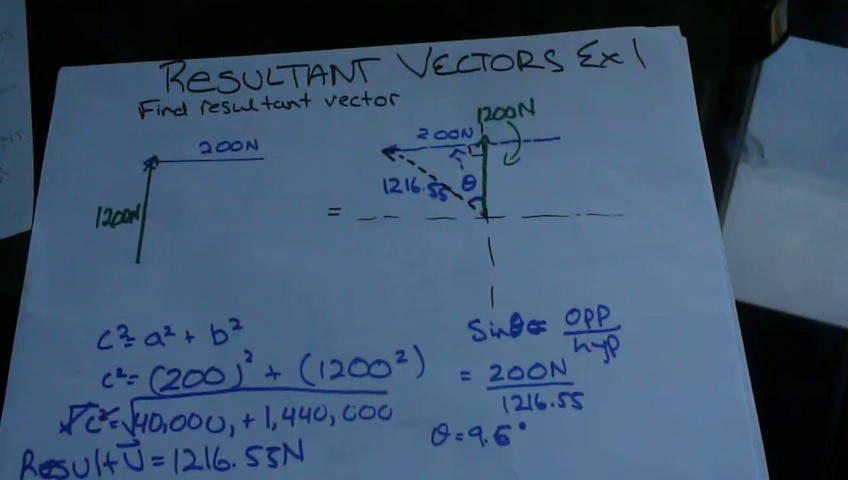 RESULTANT VECTORS Ex 1
Find resultant vector
200N
1200N
=
1200N
200N
1216.55
θ
c²= a² + b²
c²= (200)² + (1200²)
√c²=√40,000, + 1,440,000
Result U = 1216.55N
Sinθ= opp/hyp
= 200N/1216.55
θ=9.6°